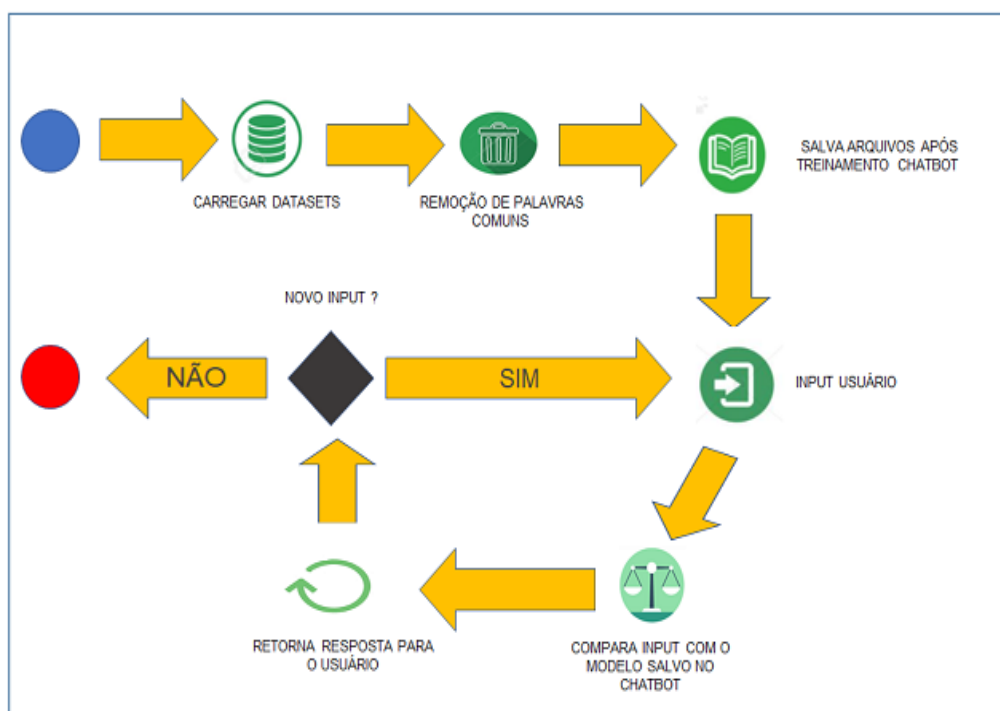 SALVA ARQUIVOS APÓS
TREINAMENTO CHATBOT
CARREGAR DATASETS
REMOÇÃO DE PALAVRAS
COMUNS
NOVO INPUT ?
NÃO
SIM
INPUT USUÁRIO
RETORNA RESPOSTA PARA
O USUÁRIO
COMPARA INPUT COM O
MODELO SALVO NO
CHATBOT